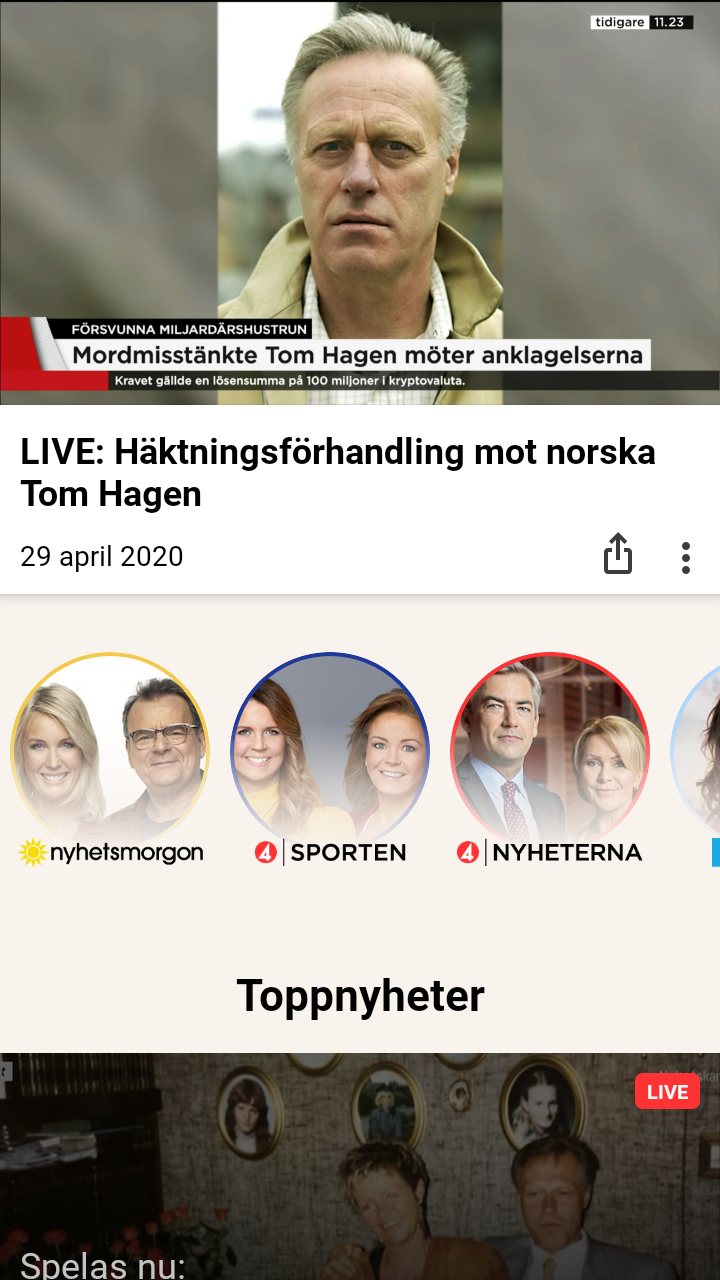 tidigare 11.23
FÖRSVUNNA MILJARDÄRSHUSTRUN
Mordmisstänkte Tom Hagen möter anklagelserna
Kravet gällde en lösensumma på 100 miljoner i kryptovaluta.
LIVE: Häktningsförhandling mot norska
Tom Hagen
29 april 2020
nyhetsmorgon
4 SPORTEN
4 NYHETERNA
Toppnyheter
LIVE
Spelas nu: